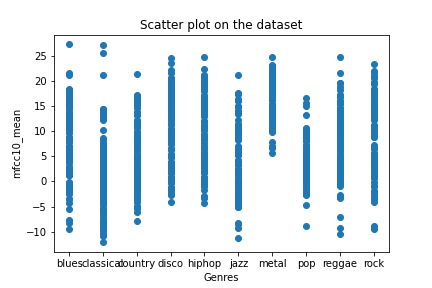 Scatter plot on the dataset
25
20
15
10
5
0
−5
−10
mfcc10_mean
blues classical country disco hiphop jazz metal pop reggae rock
Genres